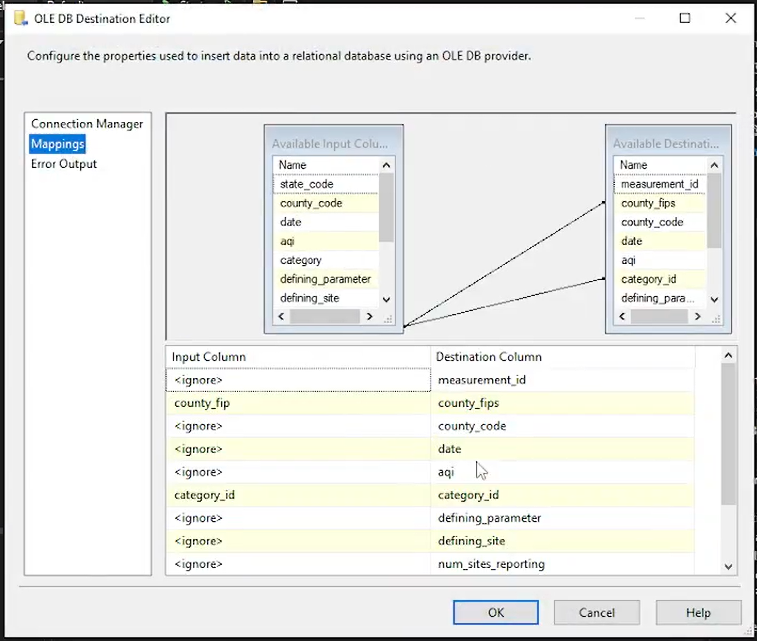 OLE DB Destination Editor
Configure the properties used to insert data into a relational database using an OLE DB provider.
Connection Manager
Mappings
Error Output
Available Input Colu...
Name
state_code
county_code
date
aqi
category
defining_parameter
defining_site
Available Destinati...
Name
measurement_id
county_fips
county_code
date
aqi
category_id
defining_para...
Input Column Destination Column
<ignore> measurement_id
county_fip county_fips
<ignore> county_code
<ignore> date
<ignore> aqi
category_id category_id
<ignore> defining_parameter
<ignore> defining_site
<ignore> num_sites_reporting
OK Cancel Help